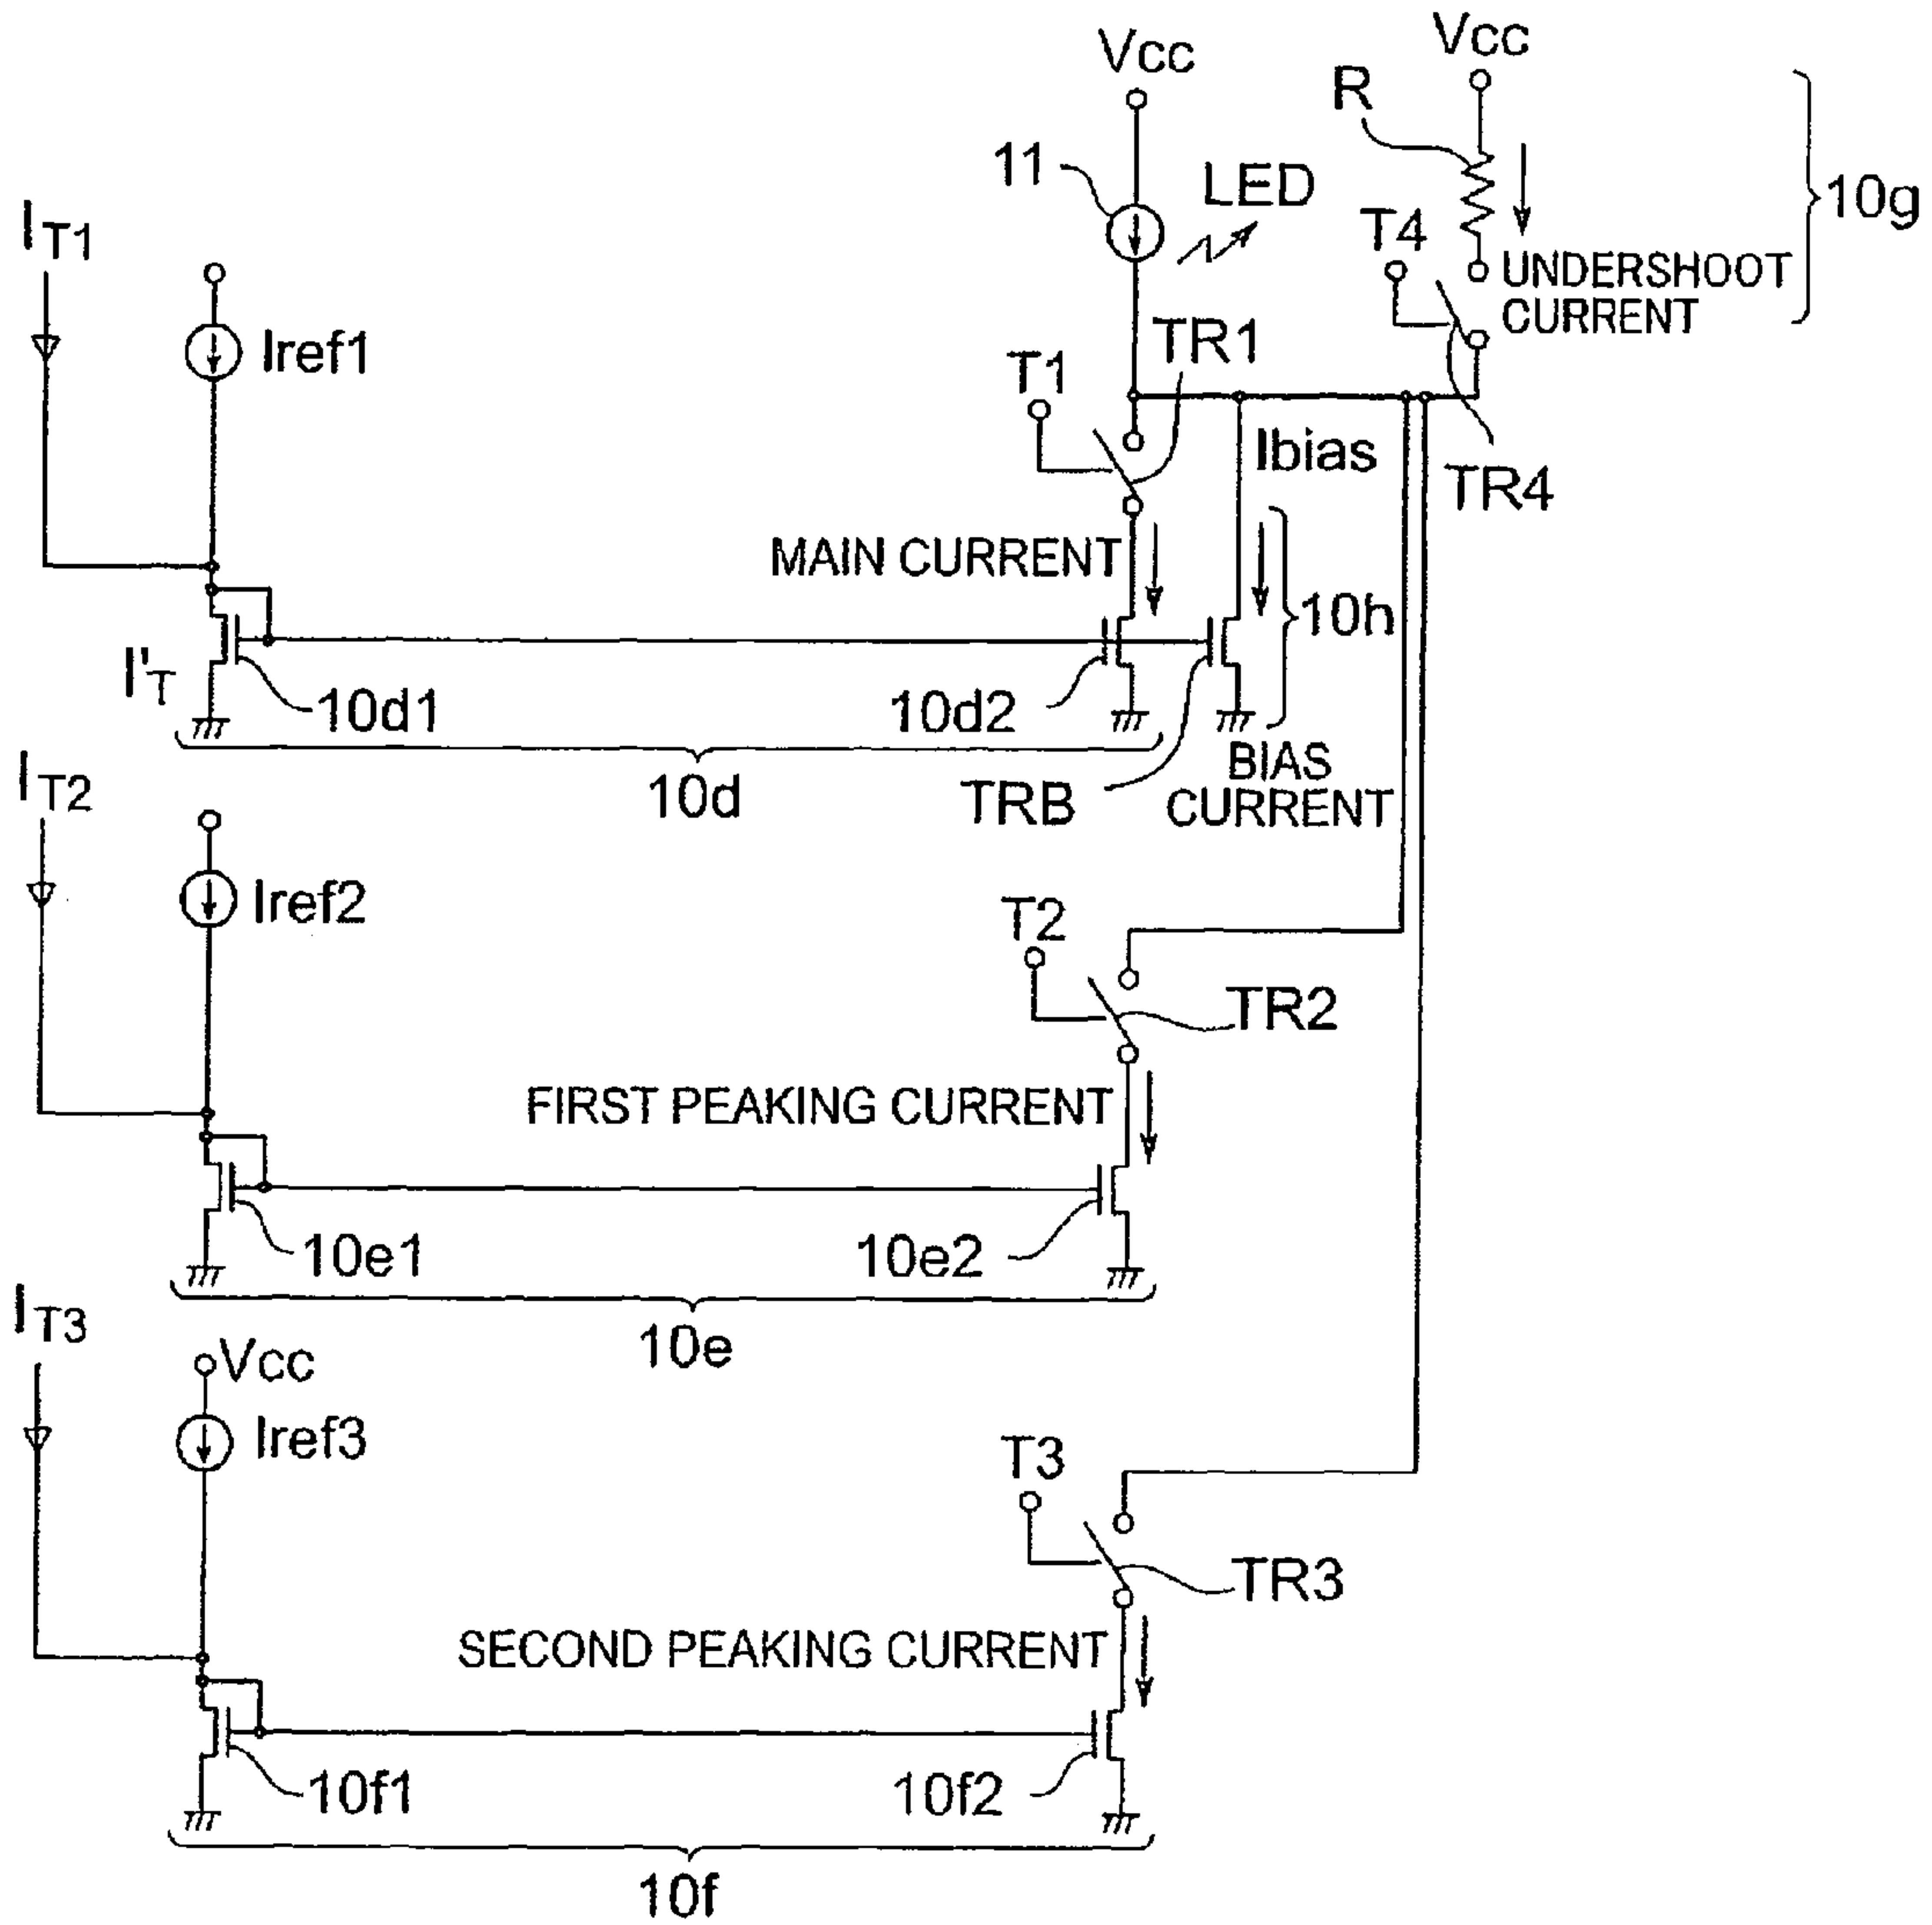 Vcc
Vcc
R
11
LED
10g
T4
IT1
UNDERSHOOT
CURRENT
Iref1
TR1
T1
Ibias
TR4
MAIN CURRENT
10h
I'T
10d1
10d2
BIAS
CURRENT
10d
TRB
IT2
Iref2
T2
TR2
FIRST PEAKING CURRENT
10e1
10e2
IT3
10e
Vcc
Iref3
T3
TR3
SECOND PEAKING CURRENT
10f1
10f2
10f